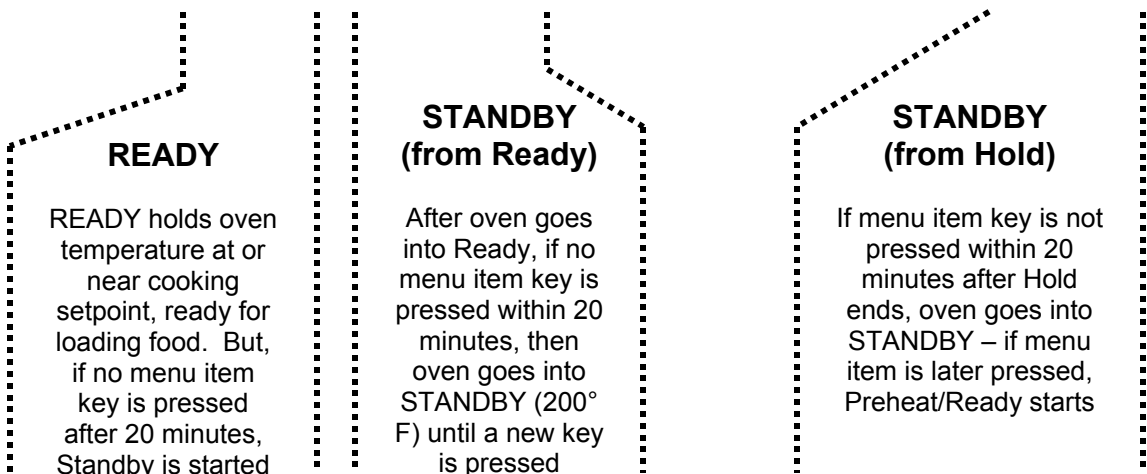 READY
READY holds oven
temperature at or
near cooking
setpoint, ready for
loading food.  But,
if no menu item
key is pressed
after 20 minutes,
Standby is started
STANDBY
(from Ready)
After oven goes
into Ready, if no
menu item key is
pressed within 20
minutes, then
oven goes into
STANDBY (200°
F) until a new key
is pressed
STANDBY
(from Hold)
If menu item key is not
pressed within 20
minutes after Hold
ends, oven goes into
STANDBY – if menu
item is later pressed,
Preheat/Ready starts